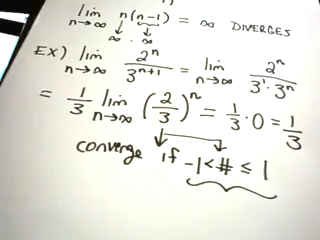 lim n→∞ n(n-1) = ∞ DIVERGES
↓ ↓
∞ · ∞
EX) lim n→∞ 2^n / 3^(n+1) = lim n→∞ 2^n / (3^1 · 3^n)
= 1/3 lim n→∞ (2/3)^n = 1/3 · 0 = 1/3
converge if -1 < # ≤ 1